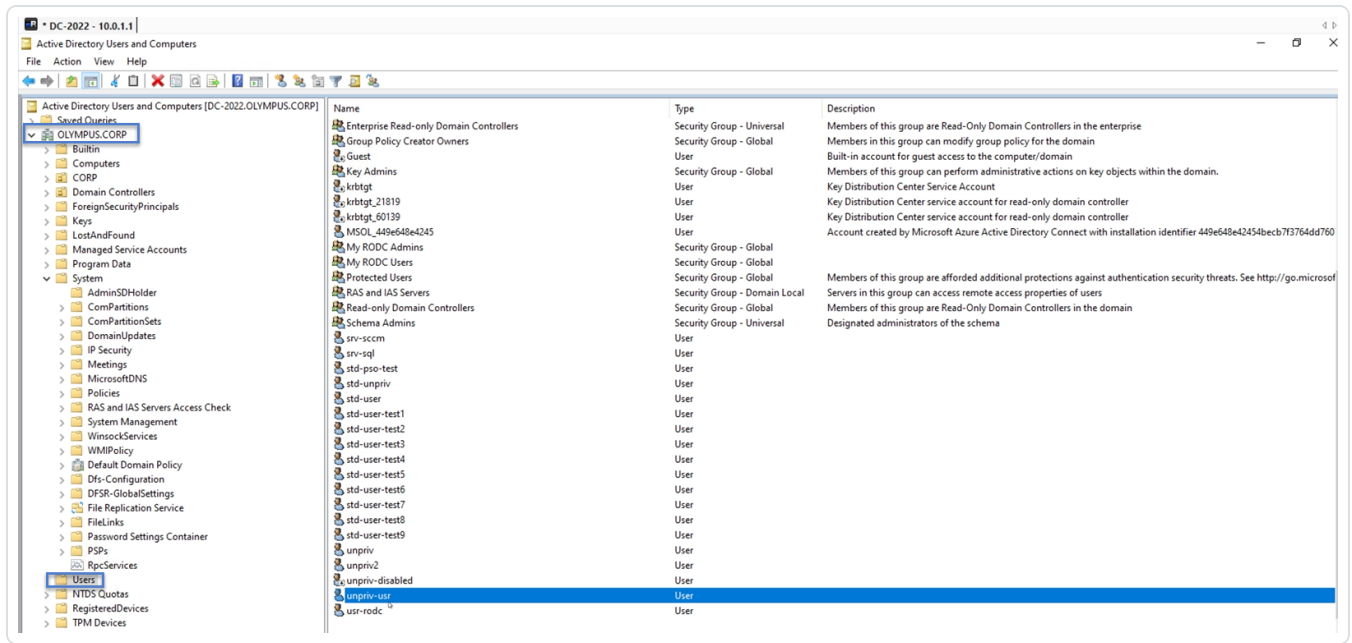 * DC-2022 - 10.0.1.1
Active Directory Users and Computers
File Action View Help
Active Directory Users and Computers [DC-2022.OLYMPUS.CORP]
Saved Queries
OLYMPUS.CORP
Builtin
Computers
CORP
Domain Controllers
ForeignSecurityPrincipals
Keys
LostAndFound
Managed Service Accounts
Program Data
System
AdminSDHolder
ComPartitions
ComPartitionSets
DomainUpdates
IP Security
Meetings
MicrosoftDNS
Policies
RAS and IAS Servers Access Check
System Management
WinsockServices
WMIPolicy
Default Domain Policy
Dfs-Configuration
DFSR-GlobalSettings
File Replication Service
FileLinks
Password Settings Container
PSPs
RpcServices
Users
NTDS Quotas
RegisteredDevices
TPM Devices
Name Type Description
Enterprise Read-only Domain Controllers Security Group - Universal Members of this group are Read-Only Domain Controllers in the enterprise
Group Policy Creator Owners Security Group - Global Members in this group can modify group policy for the domain
Guest User Built-in account for guest access to the computer/domain
Key Admins Security Group - Global Members of this group can perform administrative actions on key objects within the domain.
krbtgt User Key Distribution Center Service Account
krbtgt_21819 User Key Distribution Center service account for read-only domain controller
krbtgt_60139 User Key Distribution Center service account for read-only domain controller
MSOL_449e648e4245 User Account created by Microsoft Azure Active Directory Connect with installation identifier 449e648e42454becb7f3764dd760
My RODC Admins Security Group - Global
My RODC Users Security Group - Global
Protected Users Security Group - Global Members of this group are afforded additional protections against authentication security threats. See http://go.microsof
RAS and IAS Servers Security Group - Domain Local Servers in this group can access remote access properties of users
Read-only Domain Controllers Security Group - Global Members of this group are Read-Only Domain Controllers in the domain
Schema Admins Security Group - Universal Designated administrators of the schema
srv-sccm User
srv-sql User
std-pso-test User
std-unpriv User
std-user User
std-user-test1 User
std-user-test2 User
std-user-test3 User
std-user-test4 User
std-user-test5 User
std-user-test6 User
std-user-test7 User
std-user-test8 User
std-user-test9 User
unpriv User
unpriv2 User
unpriv-disabled User
unpriv-usr User
usr-rodc User